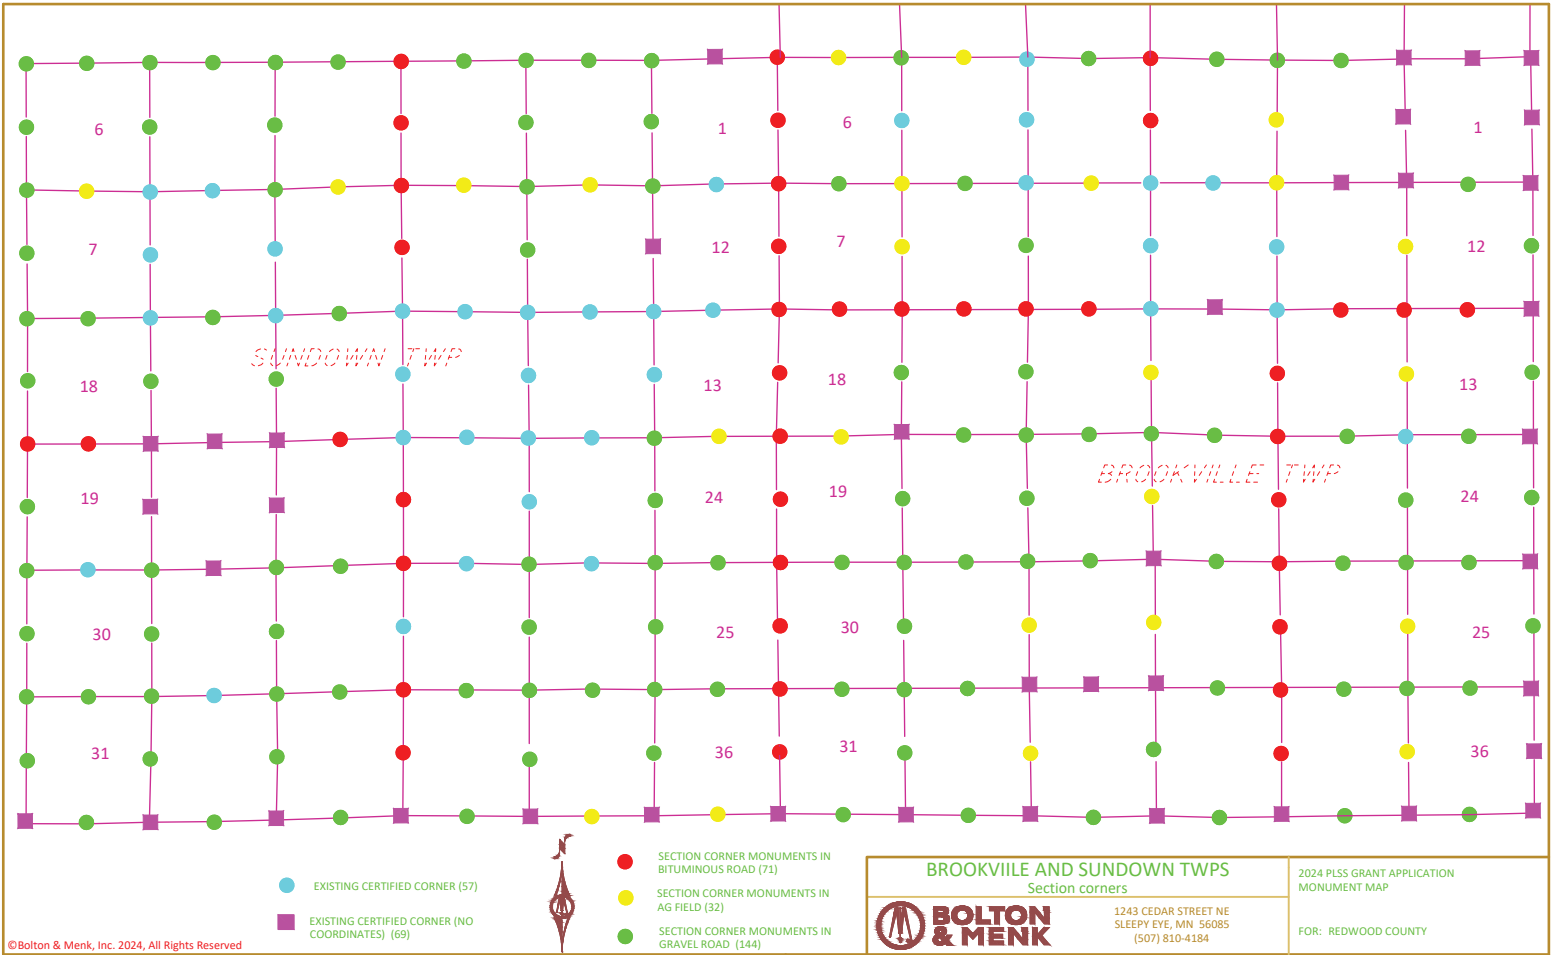 6
1
6
1
7
12
7
12
SUNDOWN TWP
18
13
18
13
BROOKVILLE TWP
19
24
19
24
30
25
30
25
31
36
31
36
N
EXISTING CERTIFIED CORNER (57)
EXISTING CERTIFIED CORNER (NO
COORDINATES) (69)
SECTION CORNER MONUMENTS IN
BITUMINOUS ROAD (71)
SECTION CORNER MONUMENTS IN
AG FIELD (32)
SECTION CORNER MONUMENTS IN
GRAVEL ROAD (144)
©Bolton & Menk, Inc. 2024, All Rights Reserved
BROOKVIIE AND SUNDOWN TWPS
Section corners
BOLTON
& MENK
1243 CEDAR STREET NE
SLEEPY EYE, MN 56085
(507) 810-4184
2024 PLSS GRANT APPLICATION
MONUMENT MAP
FOR: REDWOOD COUNTY